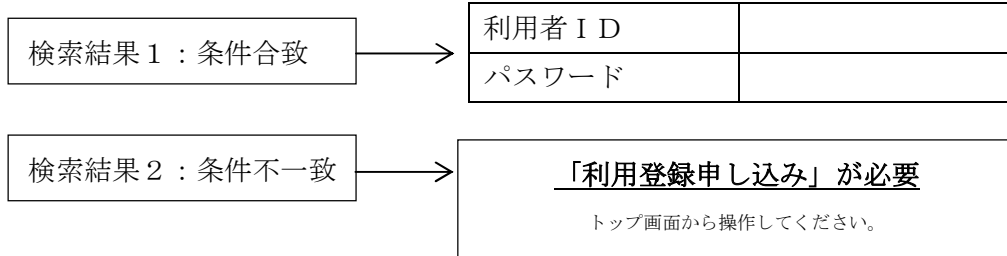 検索結果１：条件合致
利用者ＩＤ
パスワード
検索結果２：条件不一致
「利用登録申し込み」が必要
トップ画面から操作してください。